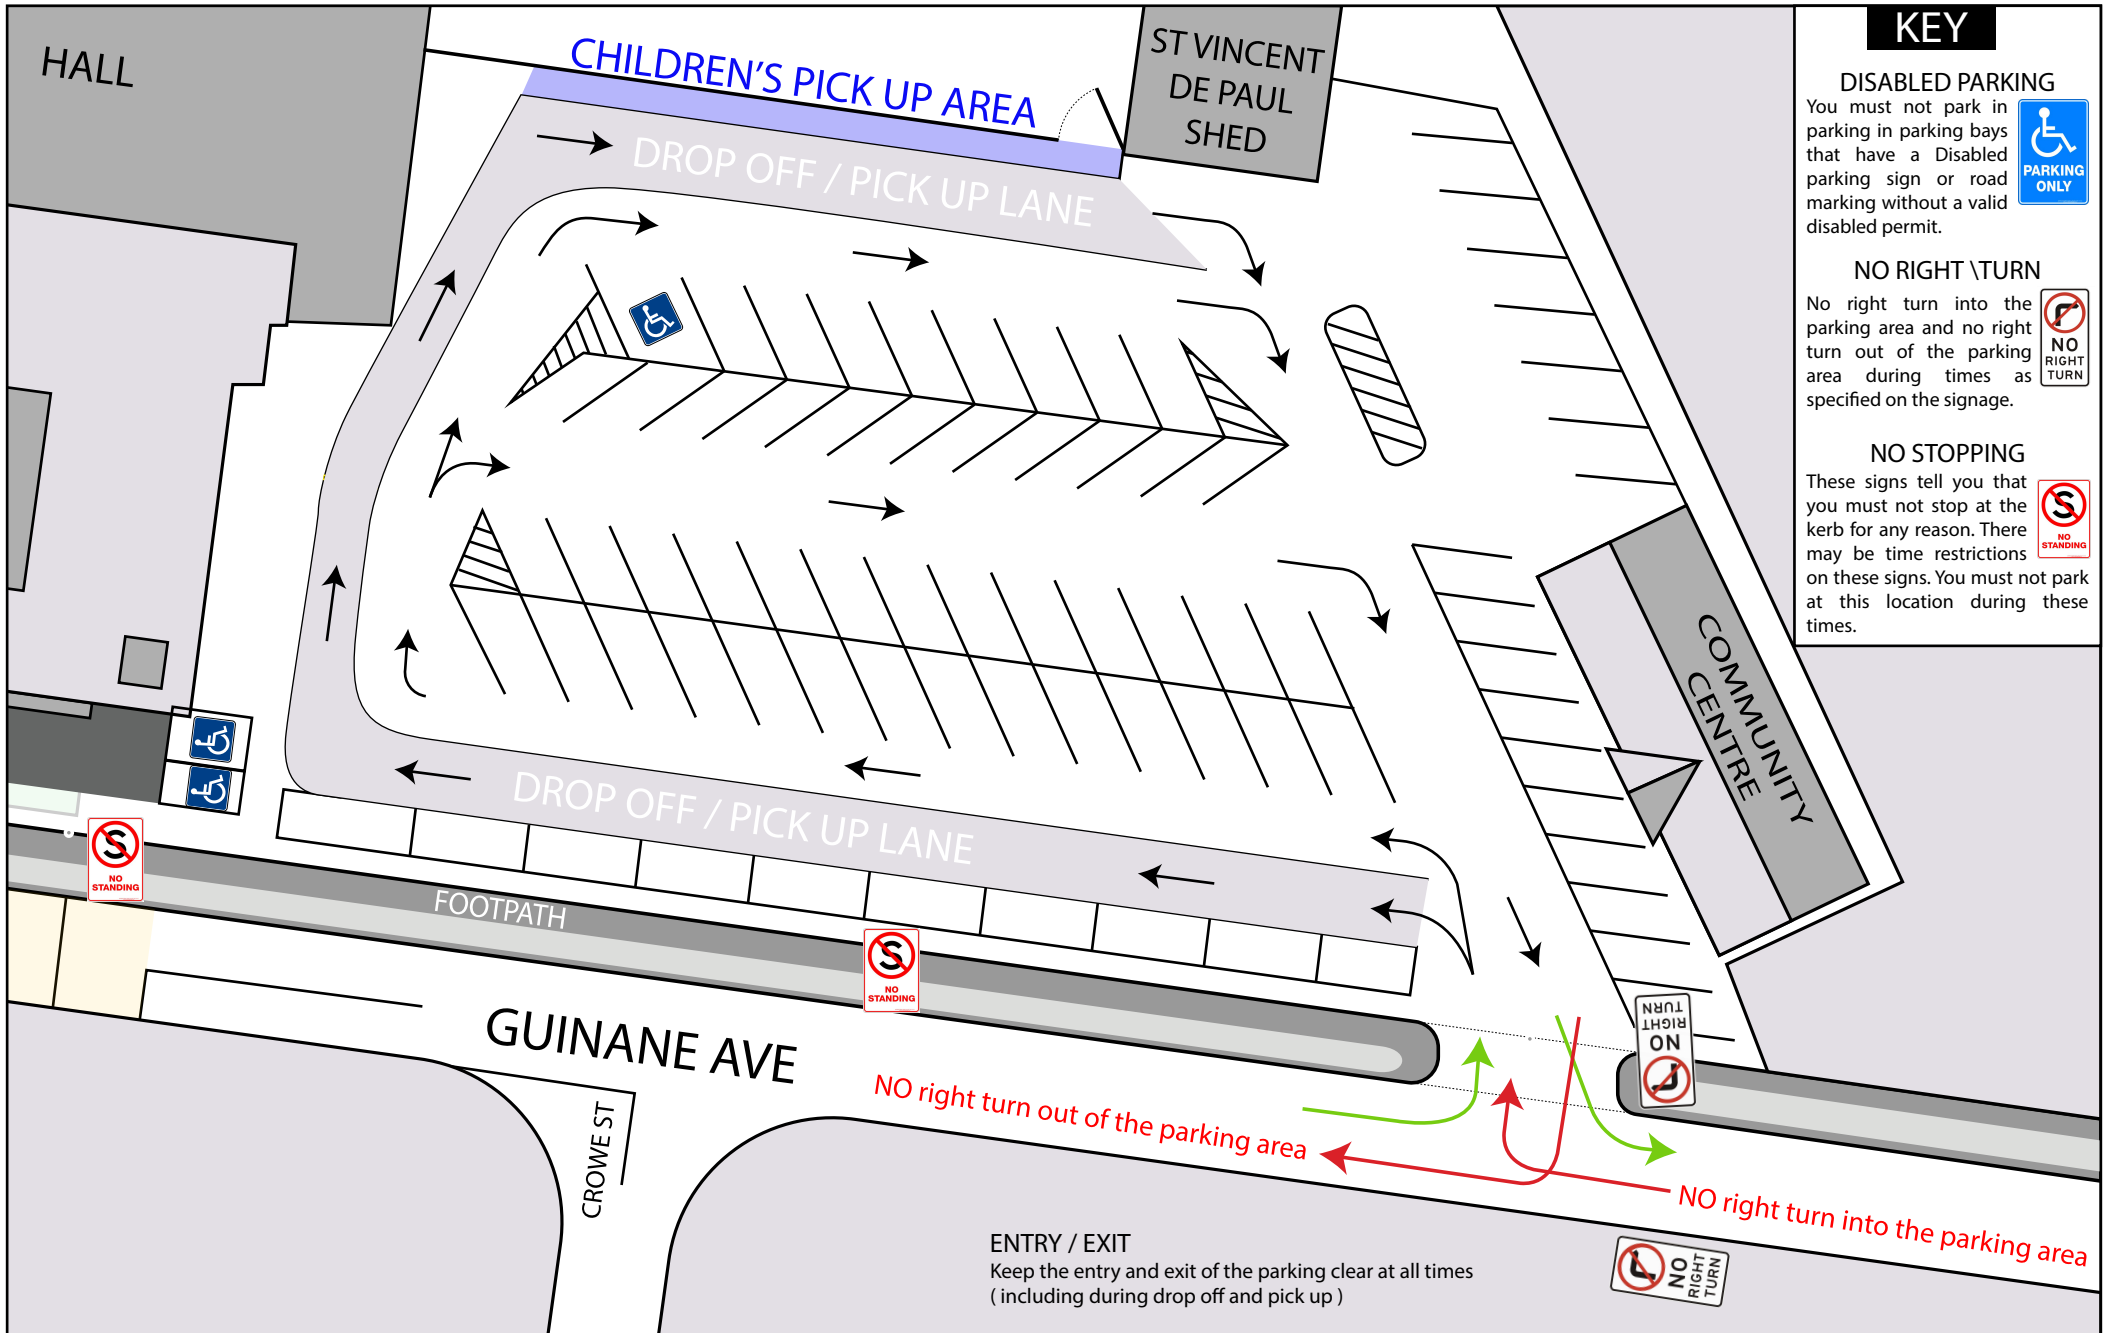 HALL
CHILDREN'S PICK UP AREA
ST VINCENT
DE PAUL
SHED
DROP OFF / PICK UP LANE
KEY
DISABLED PARKING
You must not park in
parking in parking bays
that have a Disabled
parking sign or road
marking without a valid
disabled permit.
PARKING
ONLY
NO RIGHT \TURN
No right turn into the
parking area and no right
turn out of the parking
area during times as
specified on the signage.
NO
RIGHT
TURN
NO STOPPING
These signs tell you that
you must not stop at the
kerb for any reason. There
may be time restrictions
on these signs. You must not park
at this location during these
times.
S
NO
STANDING
COMMUNITY
CENTRE
DROP OFF / PICK UP LANE
S
NO
STANDING
FOOTPATH
S
NO
STANDING
GUINANE AVE
CROWE ST
NO
RIGHT
TURN
NO right turn out of the parking area
NO right turn into the parking area
NO
RIGHT
TURN
ENTRY / EXIT
Keep the entry and exit of the parking clear at all times
( including during drop off and pick up )